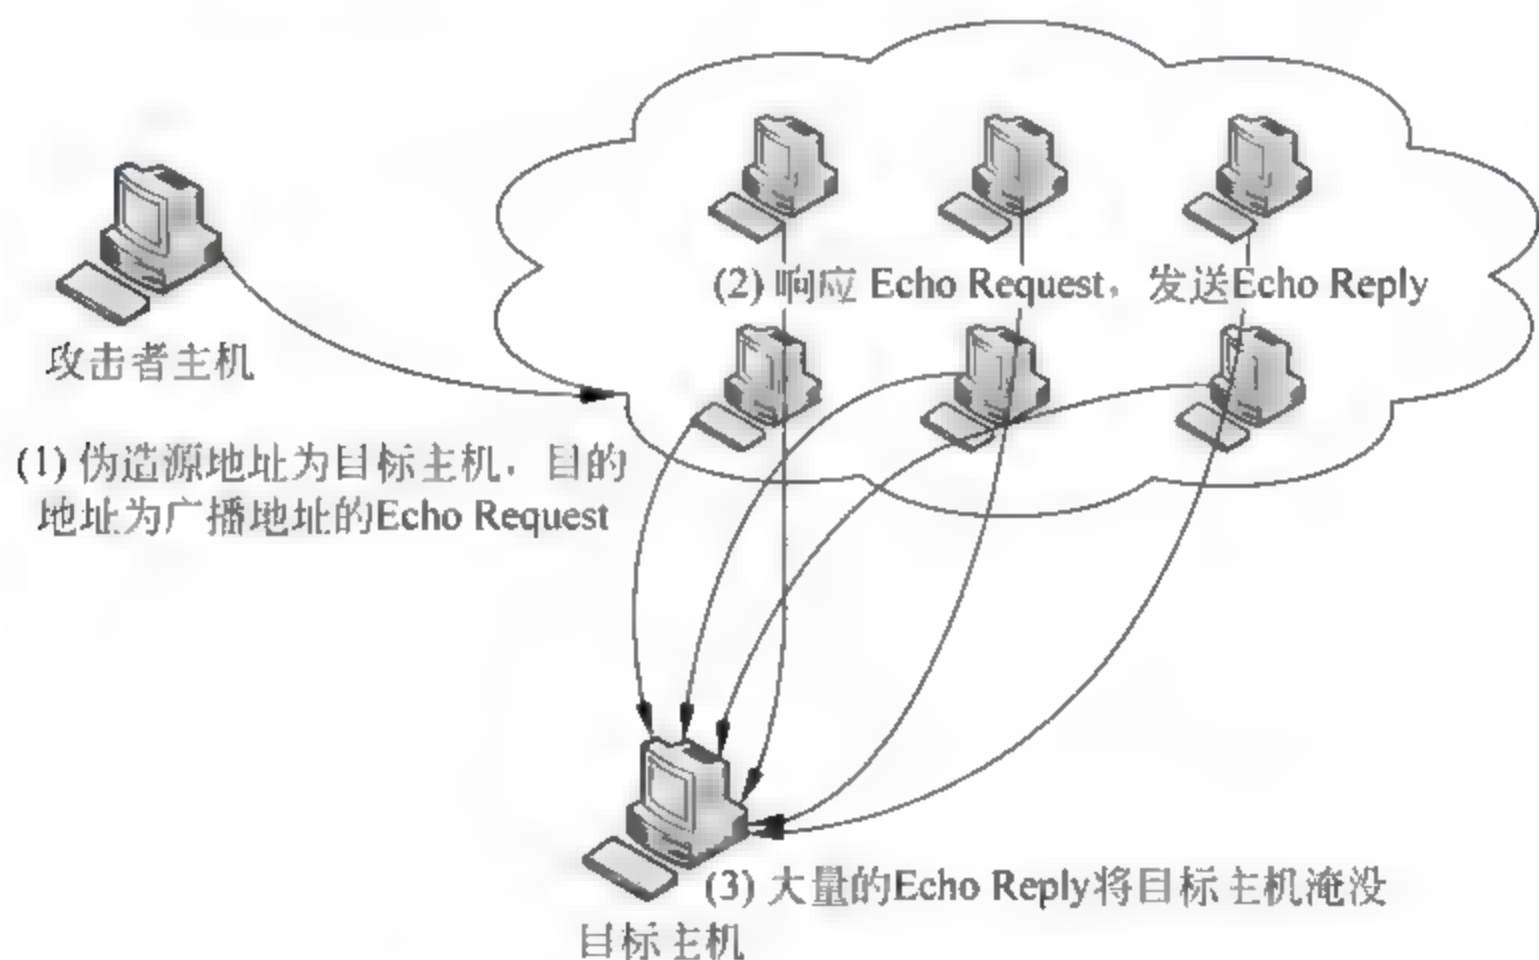 (2) 响应 Echo Request，发送Echo Reply
攻击者主机
(1) 伪造源地址为目标主机，目的
地址为广播地址的Echo Request
(3) 大量的Echo Reply将目标主机淹没
目标主机